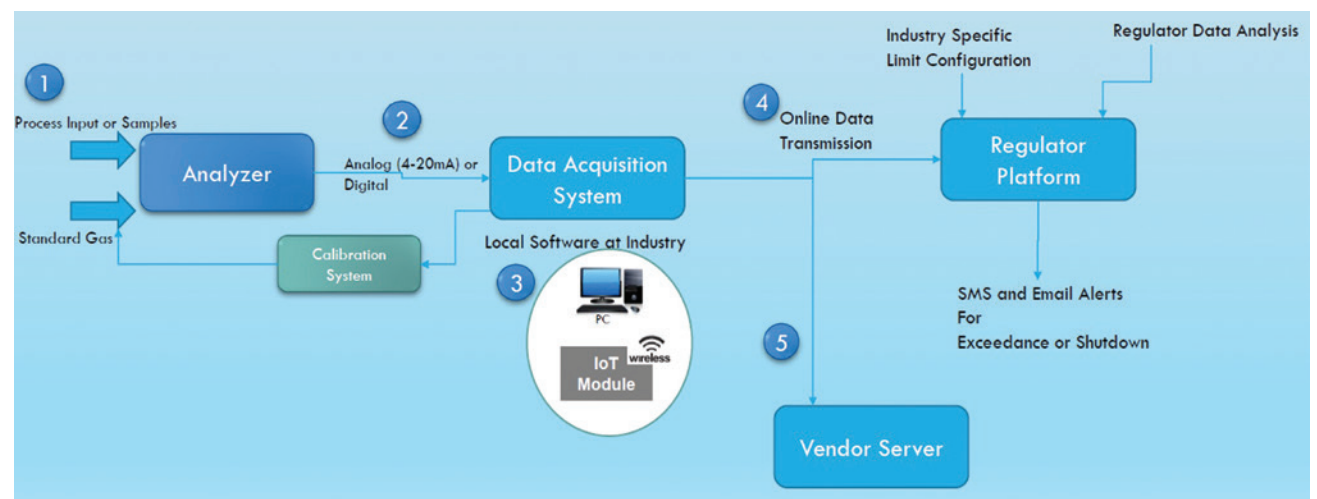 1
Process Input or Samples
Analyzer
Standard Gas
2
Analog (4-20mA) or
Digital
Calibration
System
Data Acquisition
System
Local Software at Industry
3
PC
wireless
IoT
Module
4
Online Data
Transmission
Industry Specific
Limit Configuration
Regulator Data Analysis
Regulator
Platform
SMS and Email Alerts
For
Exceedance or Shutdown
5
Vendor Server